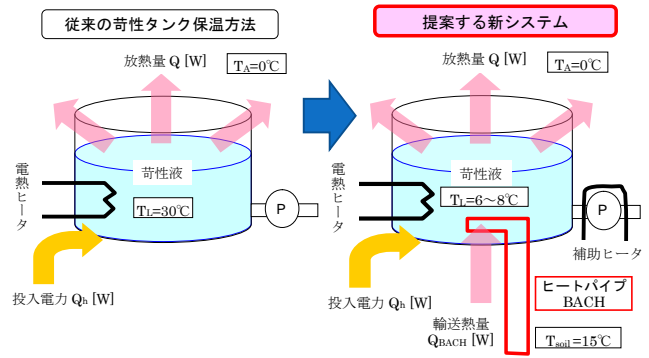 従来の苛性タンク保温方法
放熱量 Q [W]
TA=0℃
電熱ヒータ
苛性液
TL=30℃
P
投入電力 Qh [W]
提案する新システム
放熱量 Q [W]
TA=0℃
電熱ヒータ
苛性液
TL=6～8℃
P
補助ヒータ
投入電力 Qh [W]
輸送熱量
QBACH [W]
ヒートパイプ
BACH
Tsoil=15℃